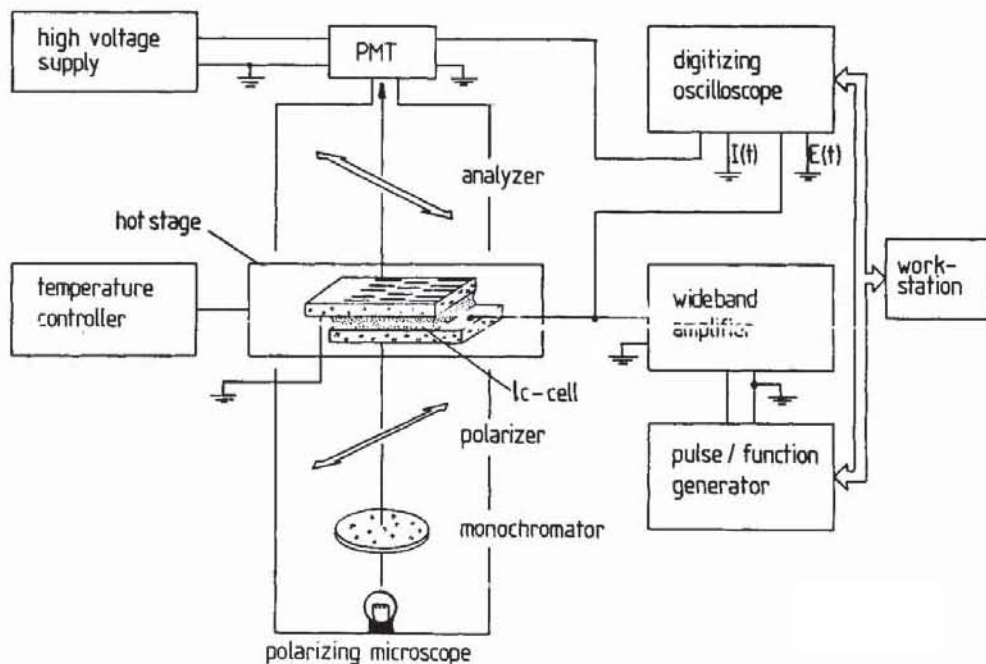 high voltage
supply
PMT
digitizing
oscilloscope
I(t)
E(t)
analyzer
hot stage
temperature
controller
wideband
amplifier
work-
station
lc-cell
polarizer
pulse / function
generator
monochromator
polarizing microscope